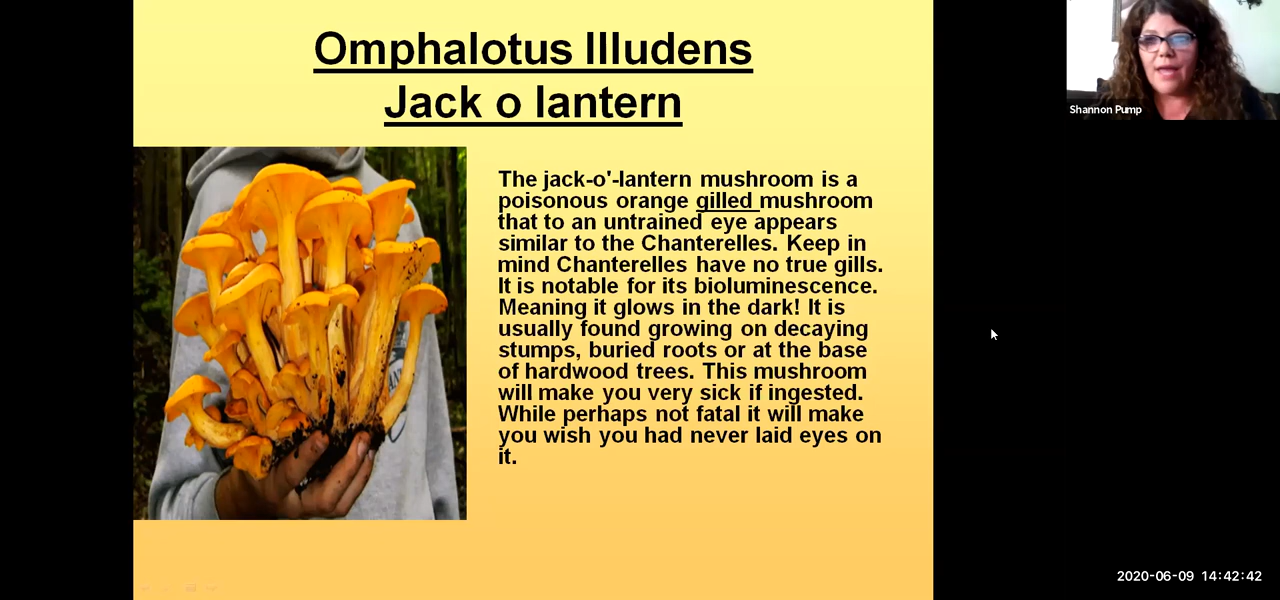 Omphalotus Illudens
Jack o lantern
The jack-o'-lantern mushroom is a
poisonous orange gilled mushroom
that to an untrained eye appears
similar to the Chanterelles. Keep in
mind Chanterelles have no true gills.
It is notable for its bioluminescence.
Meaning it glows in the dark! It is
usually found growing on decaying
stumps, buried roots or at the base
of hardwood trees. This mushroom
will make you very sick if ingested.
While perhaps not fatal it will make
you wish you had never laid eyes on
it.
Shannon Pump
2020-06-09 14:42:42